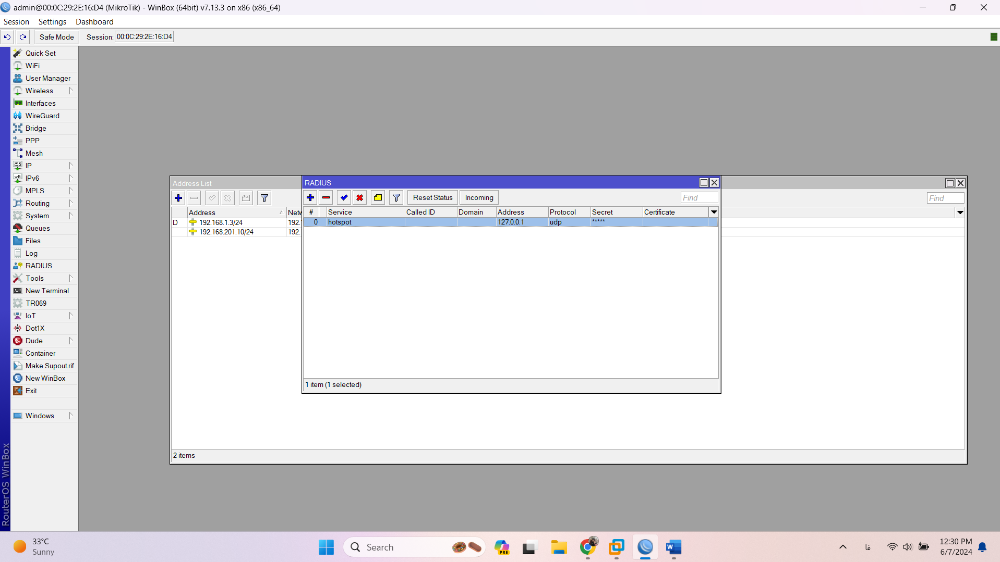 admin@00:0C:29:2E:16:D4 (MikroTik) - WinBox (64bit) v7.13.3 on x86 (x86_64)
Session Settings Dashboard
Safe Mode Session: 00:0C:29:2E:16:D4
Quick Set
WiFi
User Manager
Wireless
Interfaces
WireGuard
Bridge
PPP
Mesh
IP
IPv6
MPLS
Routing
System
Queues
Files
Log
RADIUS
Tools
New Terminal
TR069
IoT
Dot1X
Dude
Container
Make Supout.rif
New WinBox
Exit
Windows
RouterOS WinBox
Address List
Find
Address Netw
D 192.168.1.3/24 192.
192.168.201.10/24 192.
2 items
RADIUS
Reset Status Incoming Find
# Service Called ID Domain Address Protocol Secret Certificate
0 hotspot 127.0.0.1 udp *****
1 item (1 selected)
33°C
Sunny
Search
PRE
فا
12:30 PM
6/7/2024